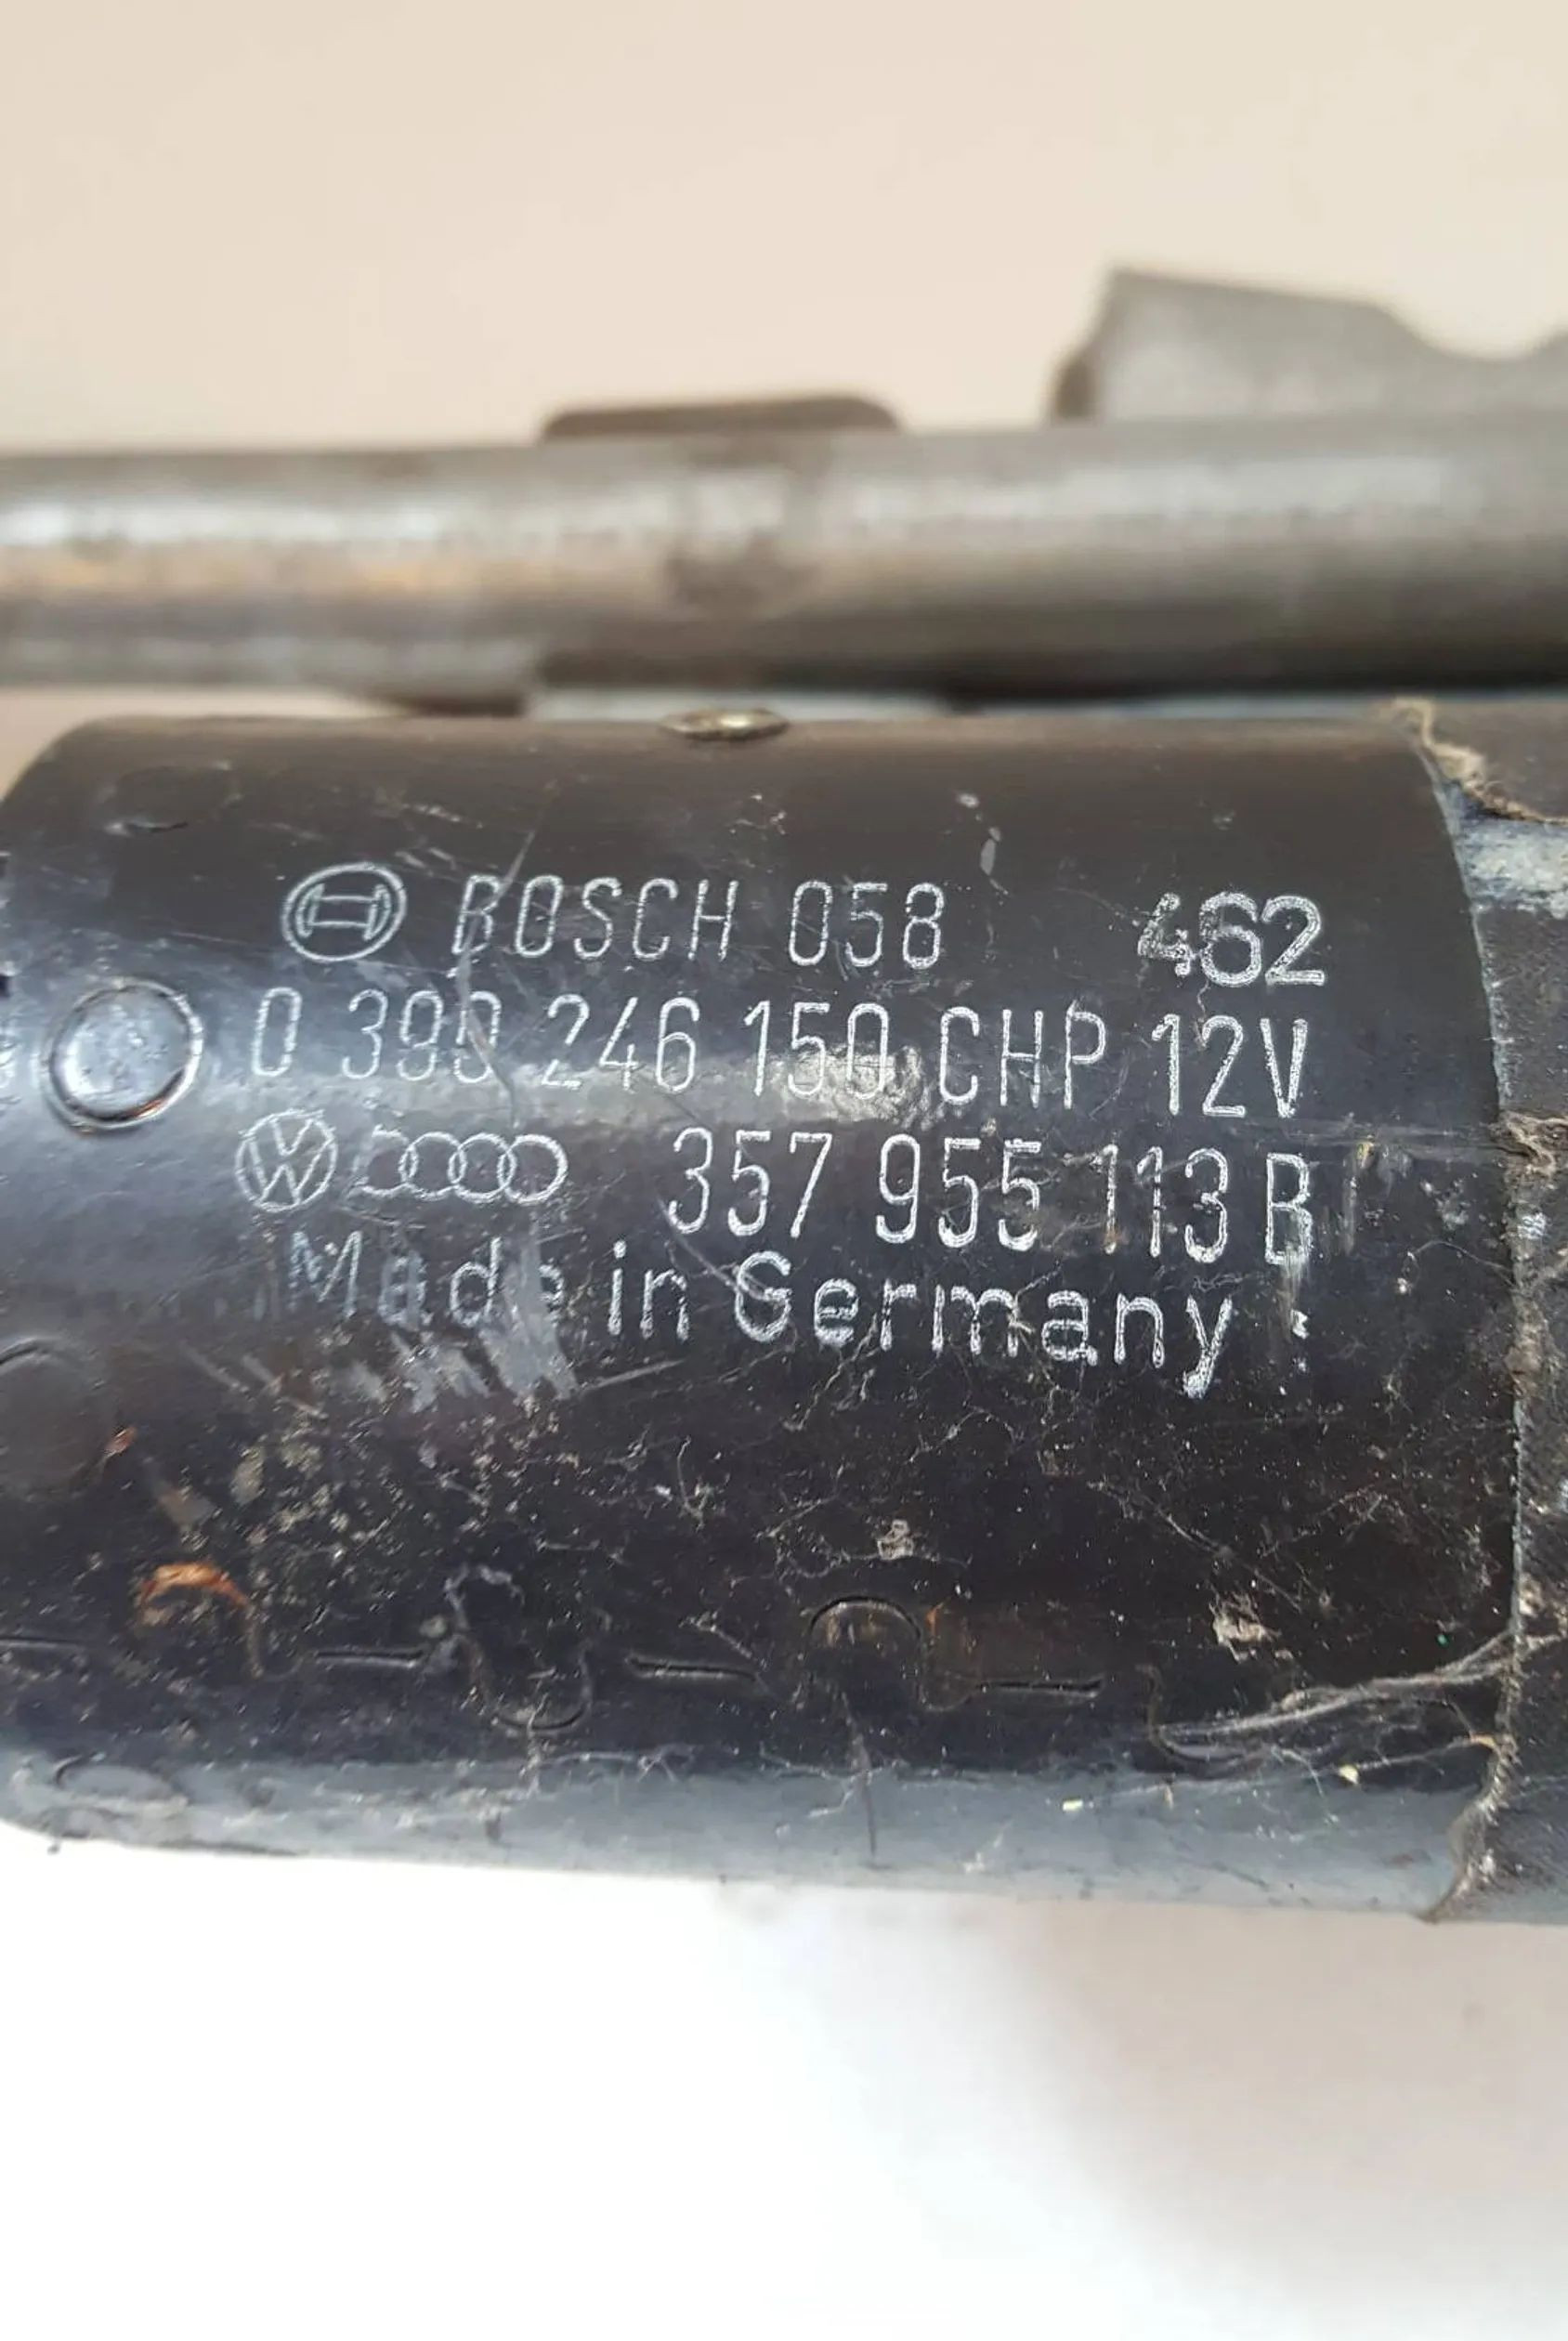 BOSCH 058 462
0 390 246 150 CHP 12V
357 955 113 B
Made in Germany :